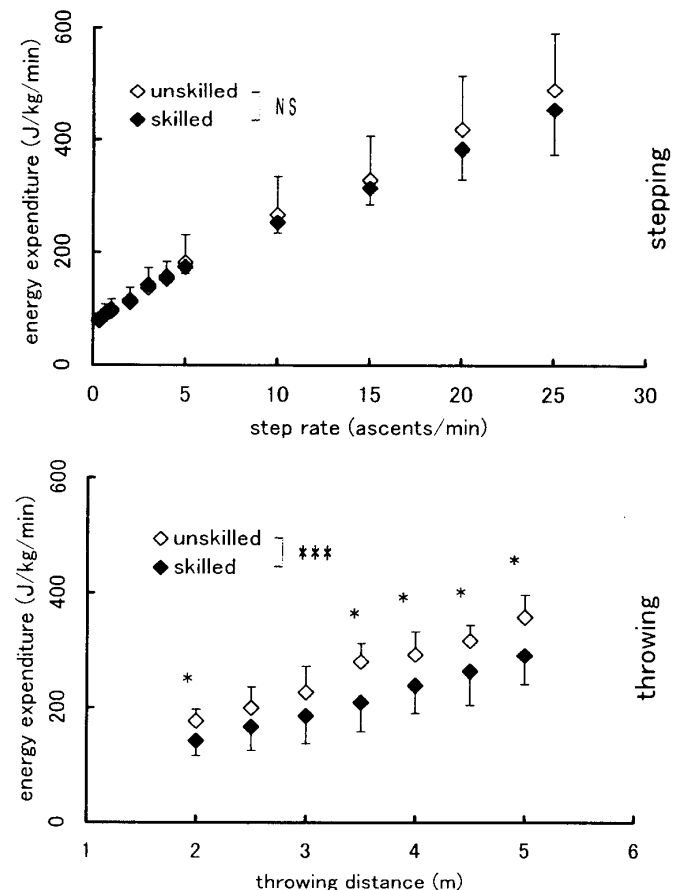 600
400
200
0
energy expenditure (J/kg/min)
unskilled
skilled
NS
stepping
0 5 10 15 20 25 30
step rate (ascents/min)
600
400
200
0
energy expenditure (J/kg/min)
unskilled
skilled
***
* * * * * *
throwing
1 2 3 4 5 6
throwing distance (m)